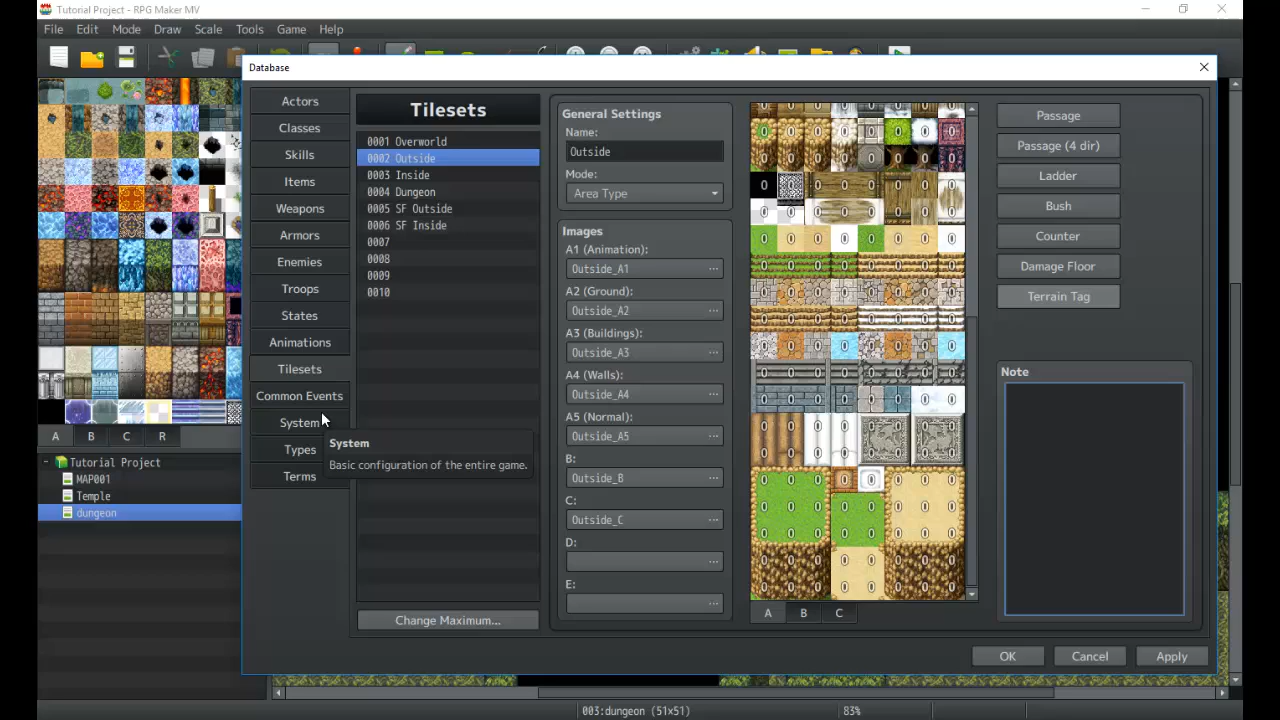 Tutorial Project - RPG Maker MV
File Edit Mode Draw Scale Tools Game Help
Database
Actors
Classes
Skills
Items
Weapons
Armors
Enemies
Troops
States
Animations
Tilesets
Common Events
System
Types
Terms
System
Basic configuration of the entire game.
Tilesets
0001 Overworld
0002 Outside
0003 Inside
0004 Dungeon
0005 SF Outside
0006 SF Inside
0007
0008
0009
0010
Change Maximum...
General Settings
Name:
Outside
Mode:
Area Type
Images
A1 (Animation):
Outside_A1 ...
A2 (Ground):
Outside_A2 ...
A3 (Buildings):
Outside_A3 ...
A4 (Walls):
Outside_A4 ...
A5 (Normal):
Outside_A5 ...
B:
Outside_B ...
C:
Outside_C ...
D:
...
E:
...
A B C
Passage
Passage (4 dir)
Ladder
Bush
Counter
Damage Floor
Terrain Tag
Note
OK Cancel Apply
A B C R
Tutorial Project
MAP001
Temple
dungeon
003:dungeon (51x51) 83%